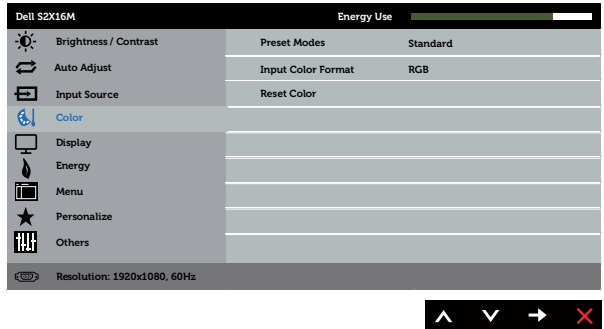 Dell S2X16M Energy Use
Brightness / Contrast Preset Modes Standard
Auto Adjust Input Color Format RGB
Input Source Reset Color
Color
Display
Energy
Menu
Personalize
Others
Resolution: 1920x1080, 60Hz